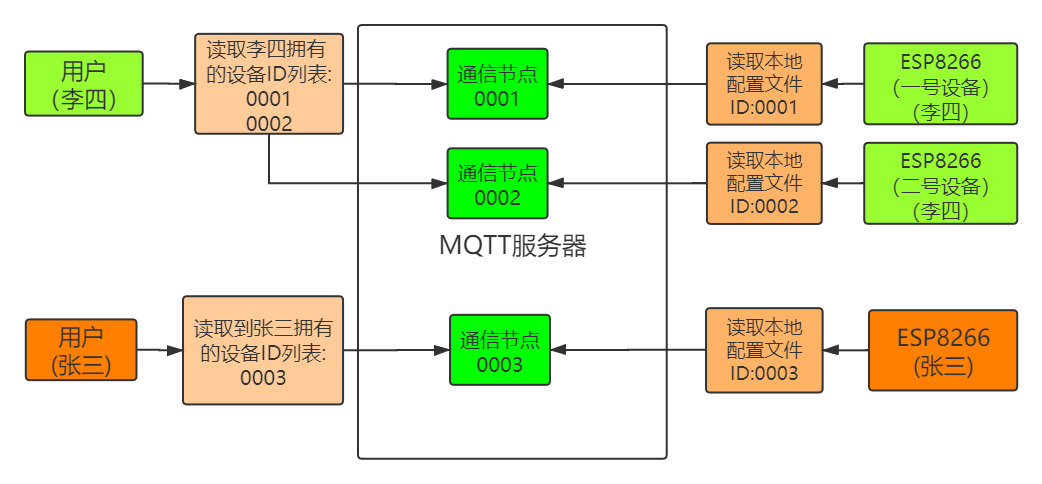 用户
（李四）
读取李四拥有
的设备ID列表:
0001
0002
通信节点
0001
读取本地
配置文件
ID:0001
ESP8266
（一号设备）
(李四)
通信节点
0002
读取本地
配置文件
ID:0002
ESP8266
（二号设备）
(李四)
MQTT服务器
用户
(张三)
读取到张三拥有
的设备ID列表:
0003
通信节点
0003
读取本地
配置文件
ID:0003
ESP8266
(张三)